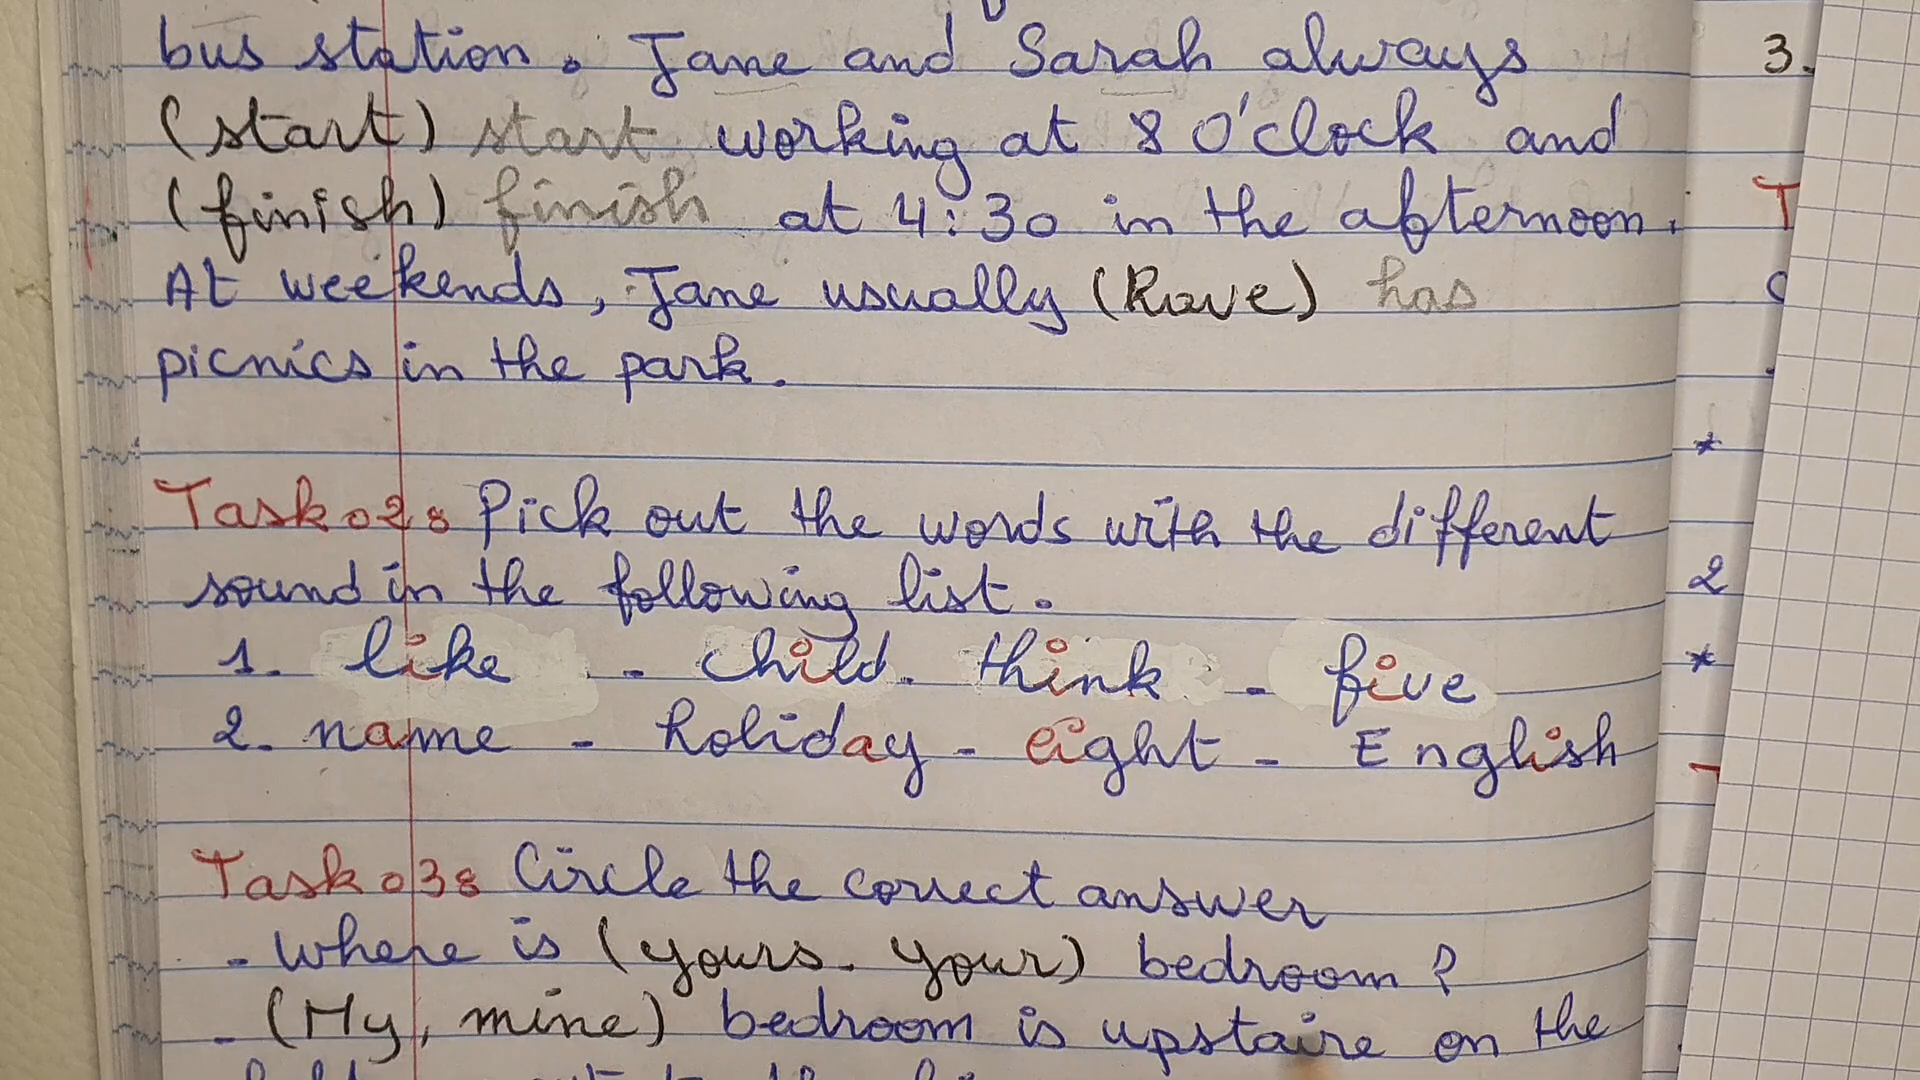 bus station. Jane and Sarah always
(start) start working at 8 O'clock and
(finish) finish at 4:30 in the afternoon.
At weekends, Jane usually (have) has
picnics in the park.
Task 02: Pick out the words with the different
sound in the following list.
1. like - child. think - five
2. name - holiday - eight - English
Task 03: Circle the correct answer
- Where is (yours. your) bedroom?
- (My, mine) bedroom is upstaire on the
3.
T
*
2
*